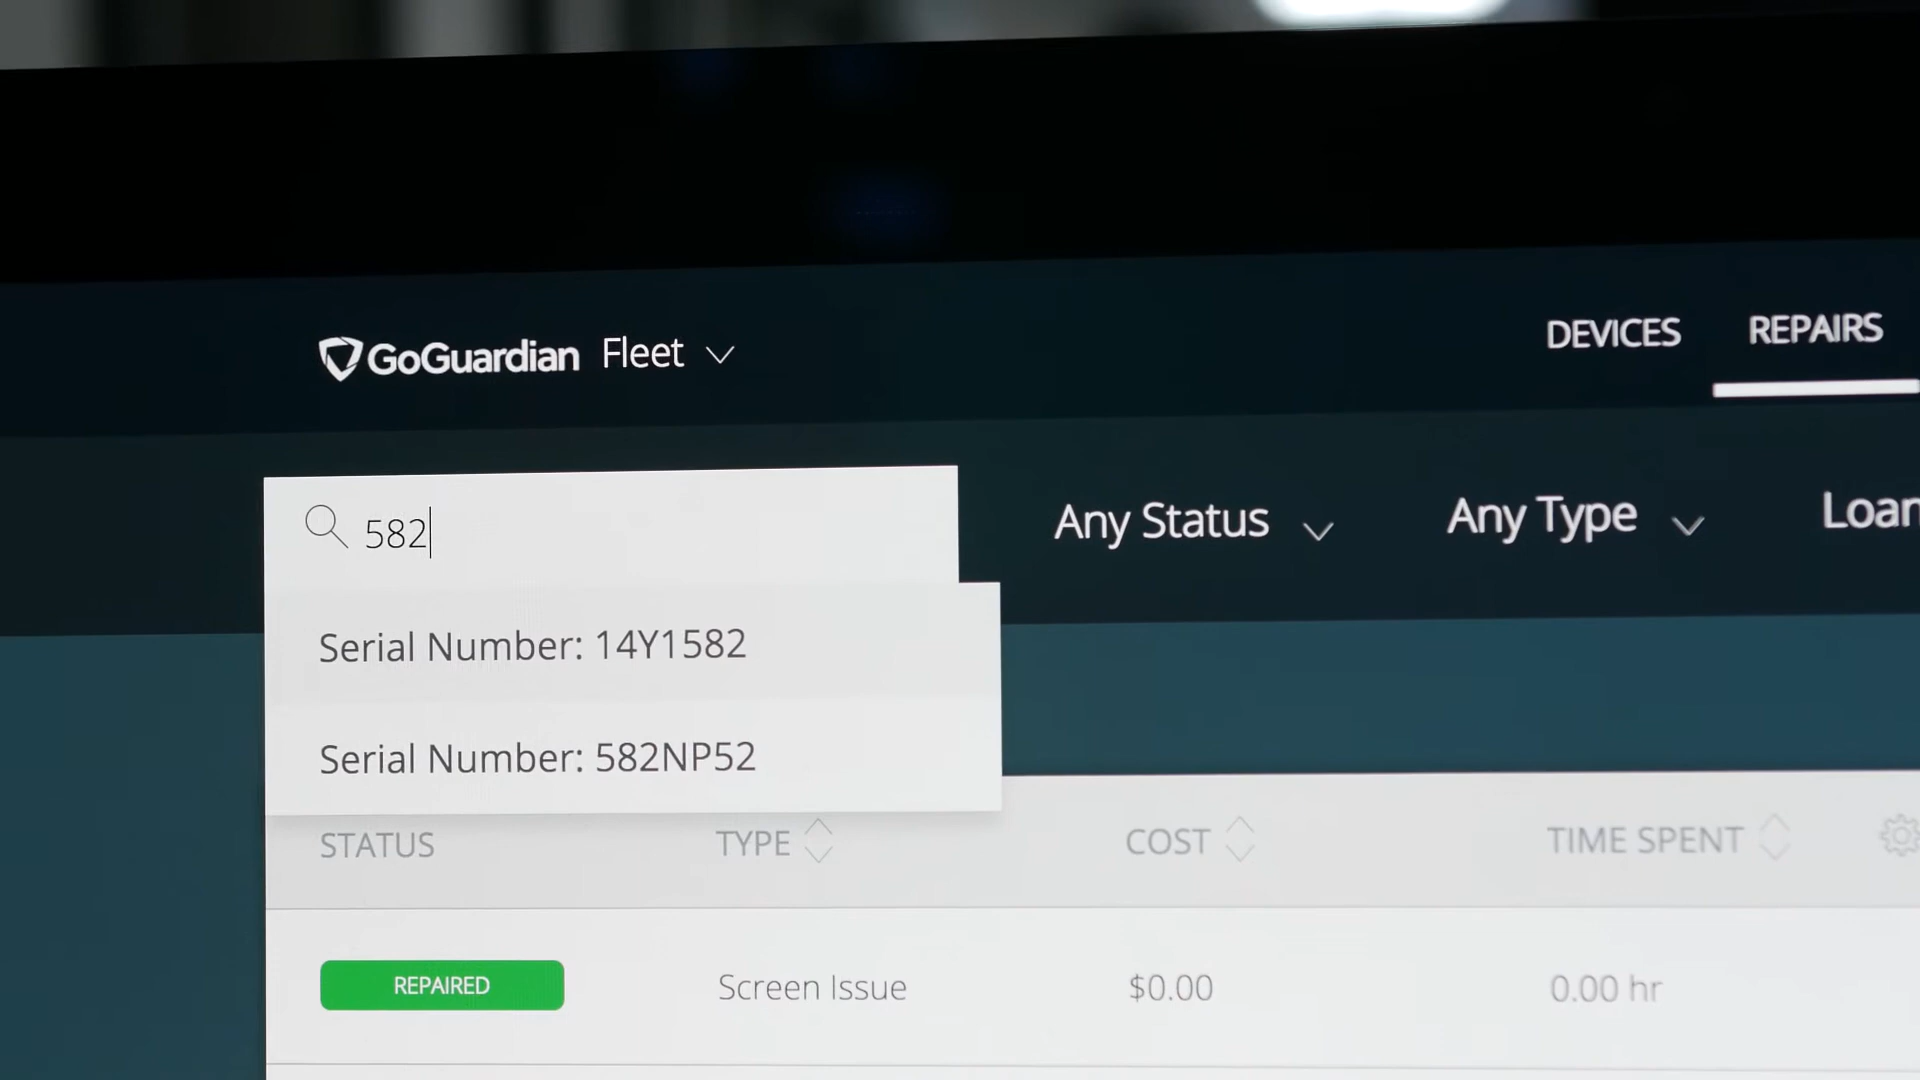 GoGuardian Fleet
DEVICES REPAIRS
582
Any Status Any Type Loan
Serial Number: 14Y1582
Serial Number: 582NP52
STATUS TYPE COST TIME SPENT
REPAIRED Screen Issue $0.00 0.00 hr